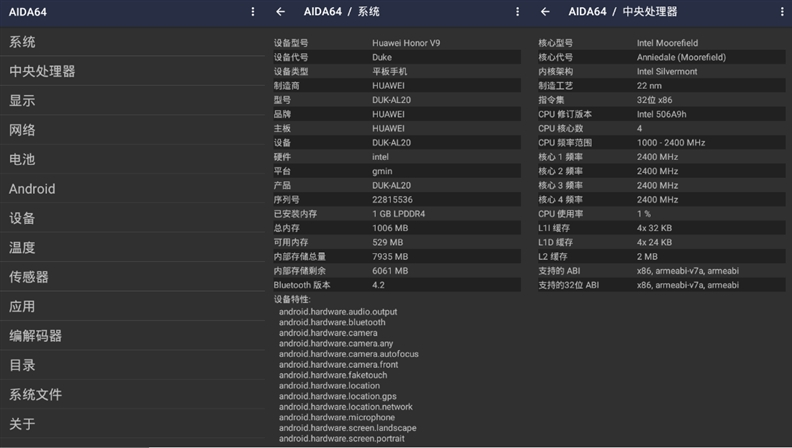 AIDA64
系统
中央处理器
显示
网络
电池
Android
设备
温度
传感器
应用
编解码器
目录
系统文件
关于
AIDA64 / 系统
设备型号 Huawei Honor V9
设备代号 Duke
设备类型 平板手机
制造商 HUAWEI
型号 DUK-AL20
品牌 HUAWEI
主板 HUAWEI
设备 DUK-AL20
硬件 intel
平台 gmin
产品 DUK-AL20
序列号 22815536
已安装内存 1 GB LPDDR4
总内存 1006 MB
可用内存 529 MB
内部存储总量 7935 MB
内部存储剩余 6061 MB
Bluetooth 版本 4.2
设备特性:
android.hardware.audio.output
android.hardware.bluetooth
android.hardware.camera
android.hardware.camera.any
android.hardware.camera.autofocus
android.hardware.camera.front
android.hardware.faketouch
android.hardware.location
android.hardware.location.gps
android.hardware.location.network
android.hardware.microphone
android.hardware.screen.landscape
android.hardware.screen.portrait
AIDA64 / 中央处理器
核心型号 Intel Moorefield
核心代号 Anniedale (Moorefield)
内核架构 Intel Silvermont
制造工艺 22 nm
指令集 32位 x86
CPU 修订版本 Intel 506A9h
CPU 核心数 4
CPU 频率范围 1000 - 2400 MHz
核心 1 频率 2400 MHz
核心 2 频率 2400 MHz
核心 3 频率 2400 MHz
核心 4 频率 2400 MHz
CPU 使用率 1 %
L1I 缓存 4x 32 KB
L1D 缓存 4x 24 KB
L2 缓存 2 MB
支持的 ABI x86, armeabi-v7a, armeabi
支持的32位 ABI x86, armeabi-v7a, armeabi